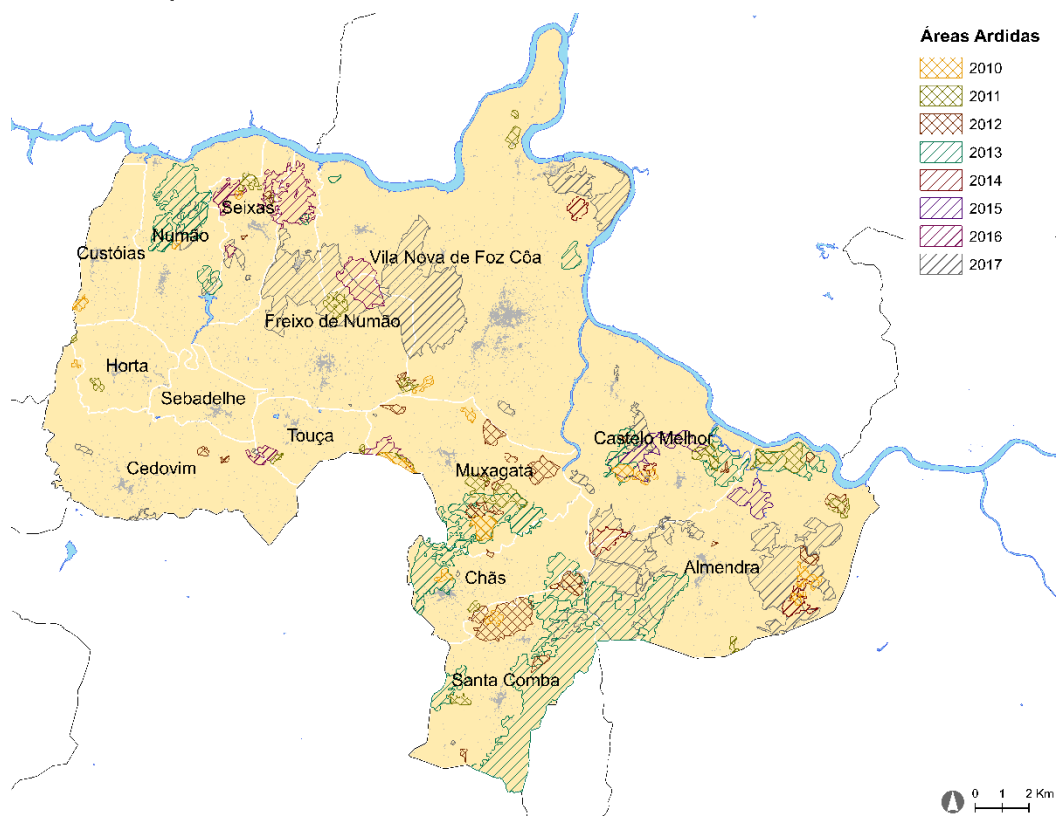 Áreas Ardidas
2010
2011
2012
2013
2014
2015
2016
2017
Seixas
Numão
Custóias
Vila Nova de Foz Côa
Freixo de Numão
Horta
Sebadelhe
Touça
Castelo Melhor
Cedovim
Muxagata
Almendra
Chãs
Santa Comba
0 1 2 Km